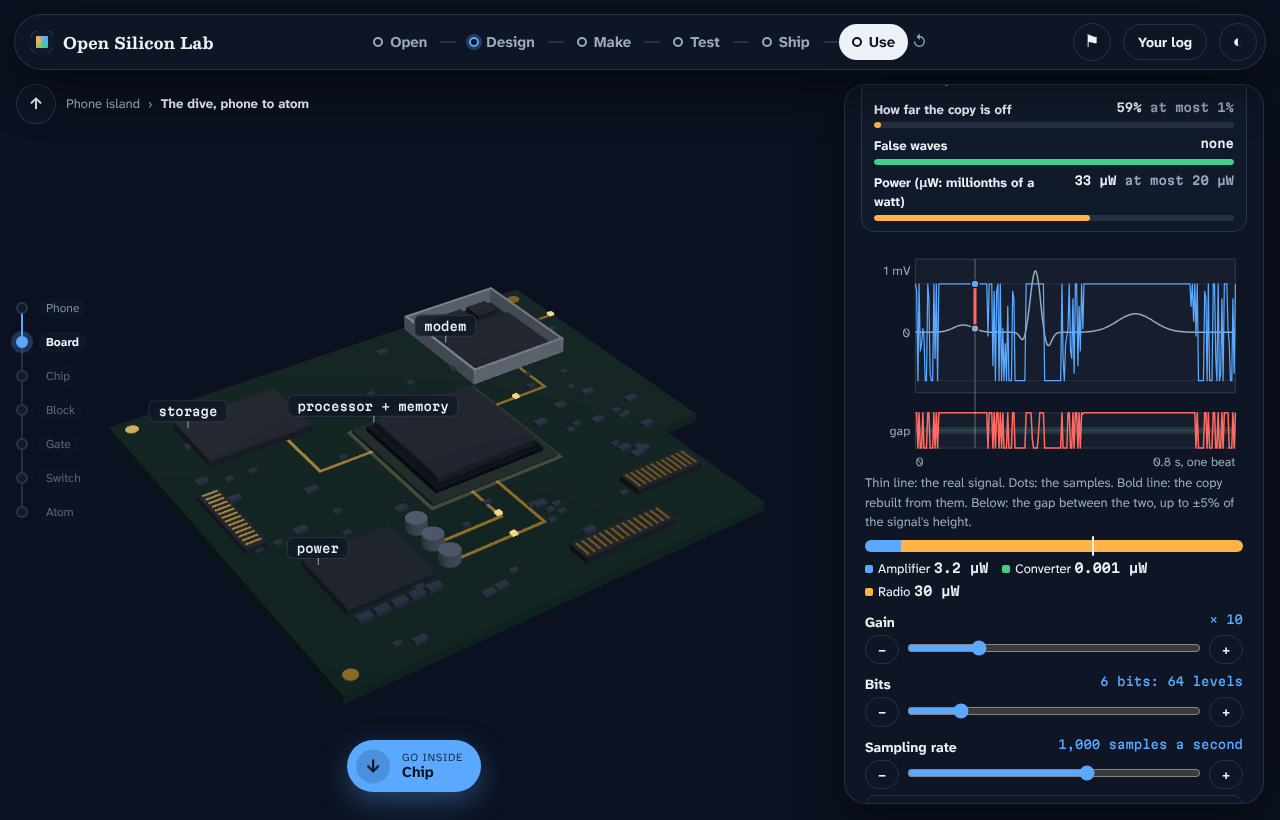 Open Silicon Lab
Open
Design
Make
Test
Ship
Use
Your log
Phone island › The dive, phone to atom
Phone
Board
Chip
Block
Gate
Switch
Atom
modem
storage
processor + memory
power
GO INSIDE
Chip
How far the copy is off 59% at most 1%
False waves none
Power (µW: millionths of a watt) 33 µW at most 20 µW
1 mV
0
gap
0 0.8 s, one beat
Thin line: the real signal. Dots: the samples. Bold line: the copy
rebuilt from them. Below: the gap between the two, up to ±5% of
the signal's height.
Amplifier 3.2 µW Converter 0.001 µW
Radio 30 µW
Gain × 10
− +
Bits 6 bits: 64 levels
− +
Sampling rate 1,000 samples a second
− +